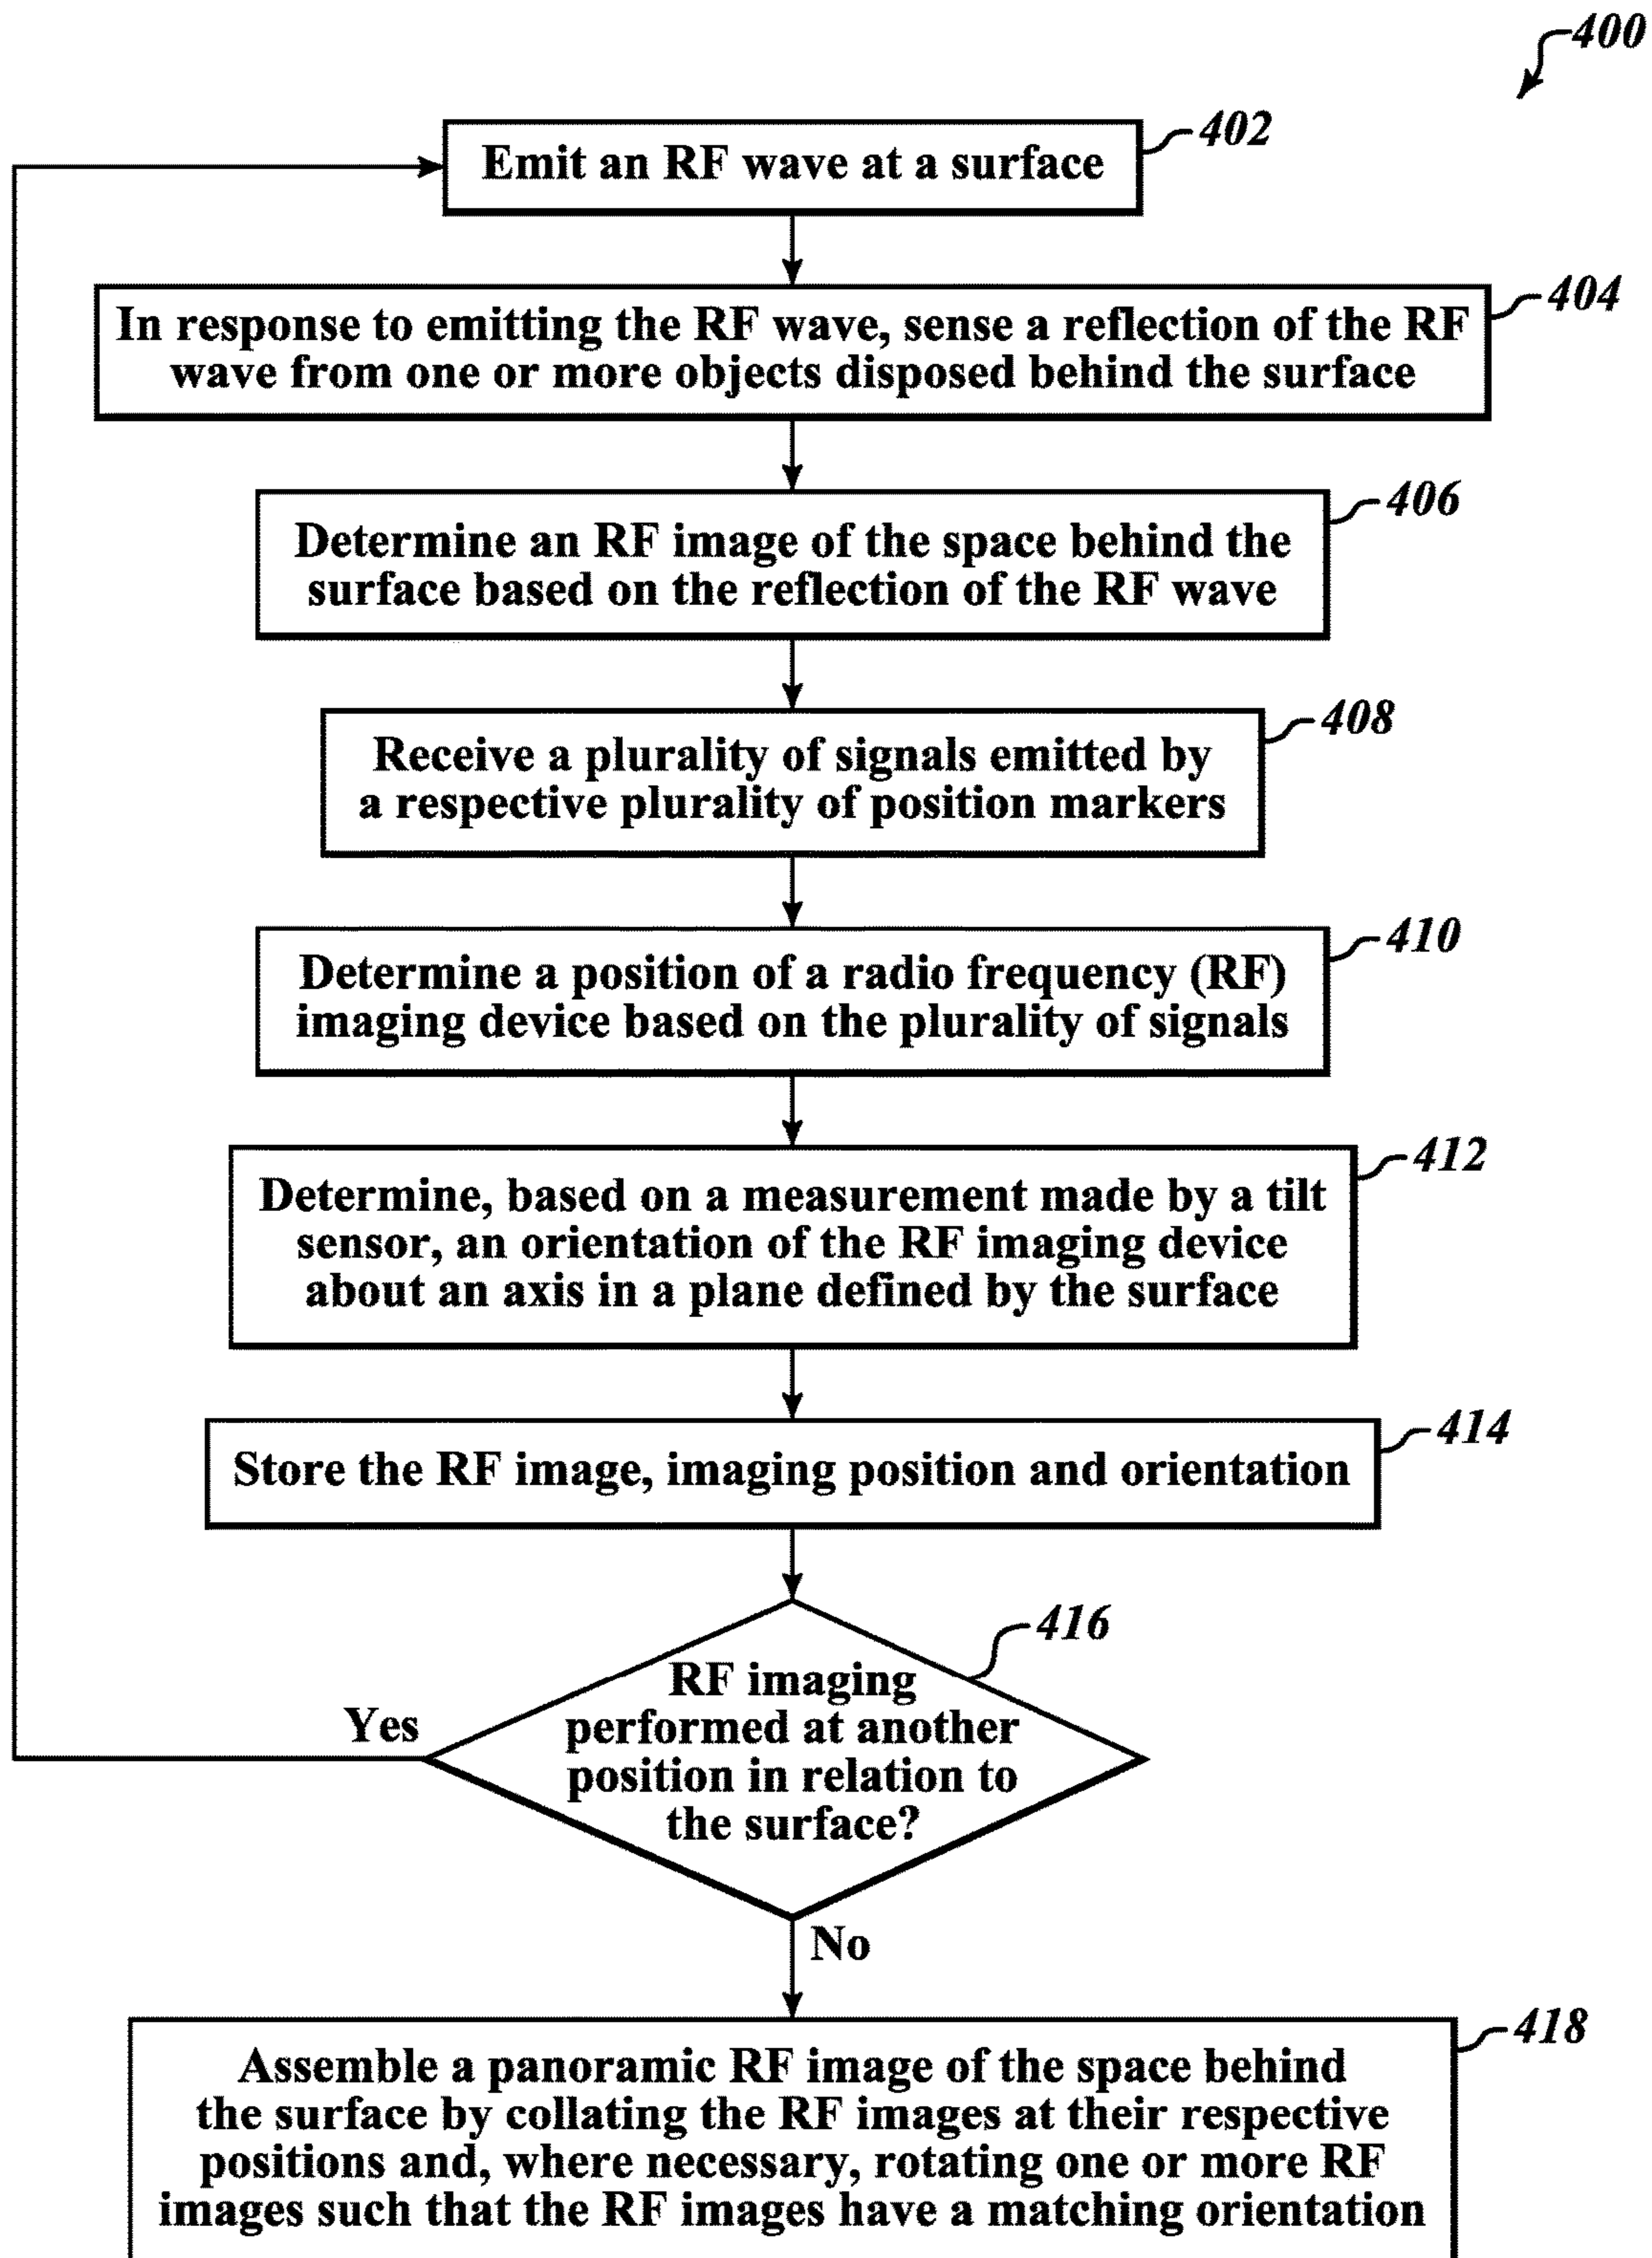 400
402
Emit an RF wave at a surface
404
In response to emitting the RF wave, sense a reflection of the RF
wave from one or more objects disposed behind the surface
406
Determine an RF image of the space behind the
surface based on the reflection of the RF wave
408
Receive a plurality of signals emitted by
a respective plurality of position markers
410
Determine a position of a radio frequency (RF)
imaging device based on the plurality of signals
412
Determine, based on a measurement made by a tilt
sensor, an orientation of the RF imaging device
about an axis in a plane defined by the surface
414
Store the RF image, imaging position and orientation
416
RF imaging
performed at another
position in relation to
the surface?
Yes
No
418
Assemble a panoramic RF image of the space behind
the surface by collating the RF images at their respective
positions and, where necessary, rotating one or more RF
images such that the RF images have a matching orientation